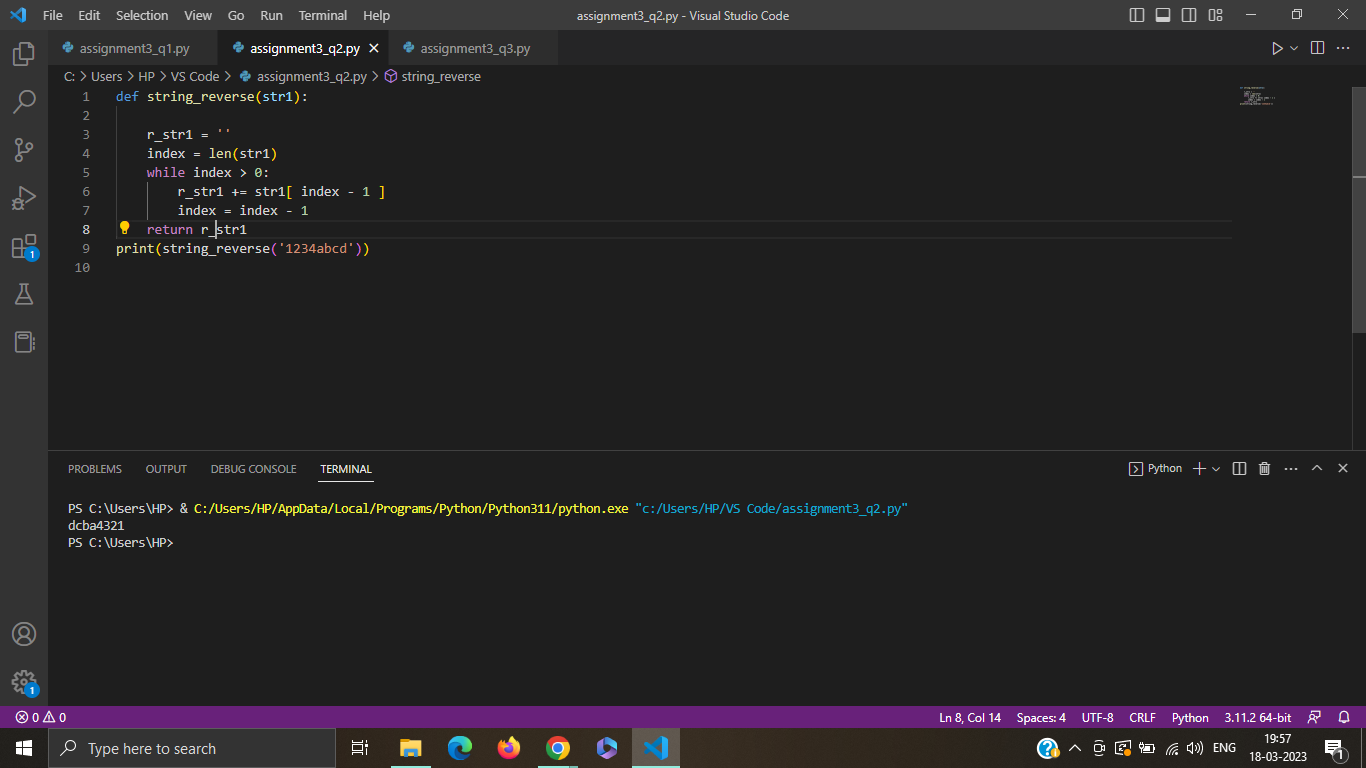 File Edit Selection View Go Run Terminal Help assignment3_q2.py - Visual Studio Code
assignment3_q1.py assignment3_q2.py assignment3_q3.py
C: > Users > HP > VS Code > assignment3_q2.py > string_reverse
1 def string_reverse(str1):
2
3 r_str1 = ''
4 index = len(str1)
5 while index > 0:
6 r_str1 += str1[ index - 1 ]
7 index = index - 1
8 return r_str1
9 print(string_reverse('1234abcd'))
10
PROBLEMS OUTPUT DEBUG CONSOLE TERMINAL Python
PS C:\Users\HP> & C:/Users/HP/AppData/Local/Programs/Python/Python311/python.exe "c:/Users/HP/VS Code/assignment3_q2.py"
dcba4321
PS C:\Users\HP>
1
1
0 0 Ln 8, Col 14 Spaces: 4 UTF-8 CRLF Python 3.11.2 64-bit
Type here to search ENG 19:57
18-03-2023 1